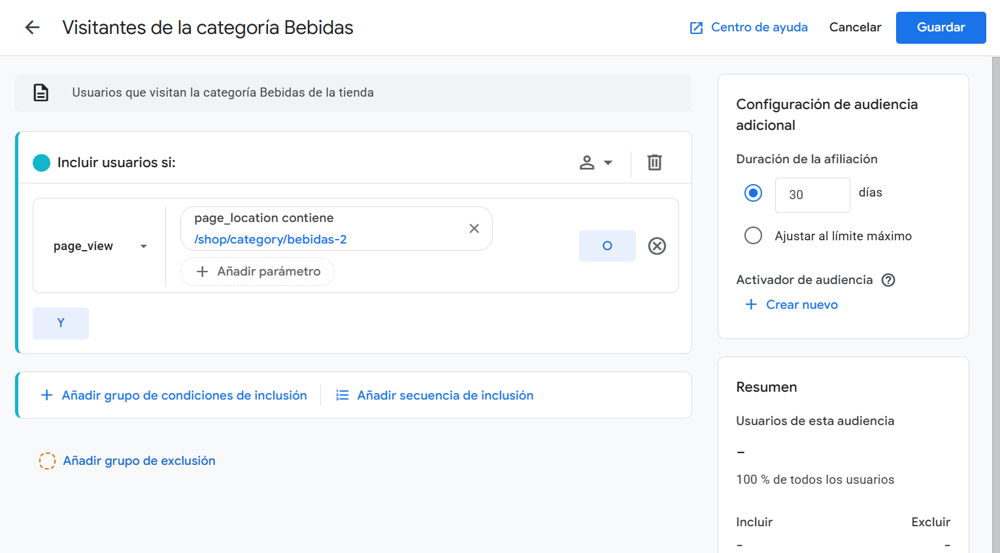 Visitantes de la categoría Bebidas
Centro de ayuda
Cancelar
Guardar
Usuarios que visitan la categoría Bebidas de la tienda
Incluir usuarios si:
page_view
page_location contiene
/shop/category/bebidas-2
Añadir parámetro
O
Y
Añadir grupo de condiciones de inclusión
Añadir secuencia de inclusión
Añadir grupo de exclusión
Configuración de audiencia
adicional
Duración de la afiliación
30 días
Ajustar al límite máximo
Activador de audiencia
Crear nuevo
Resumen
Usuarios de esta audiencia
–
100 % de todos los usuarios
Incluir Excluir
– –